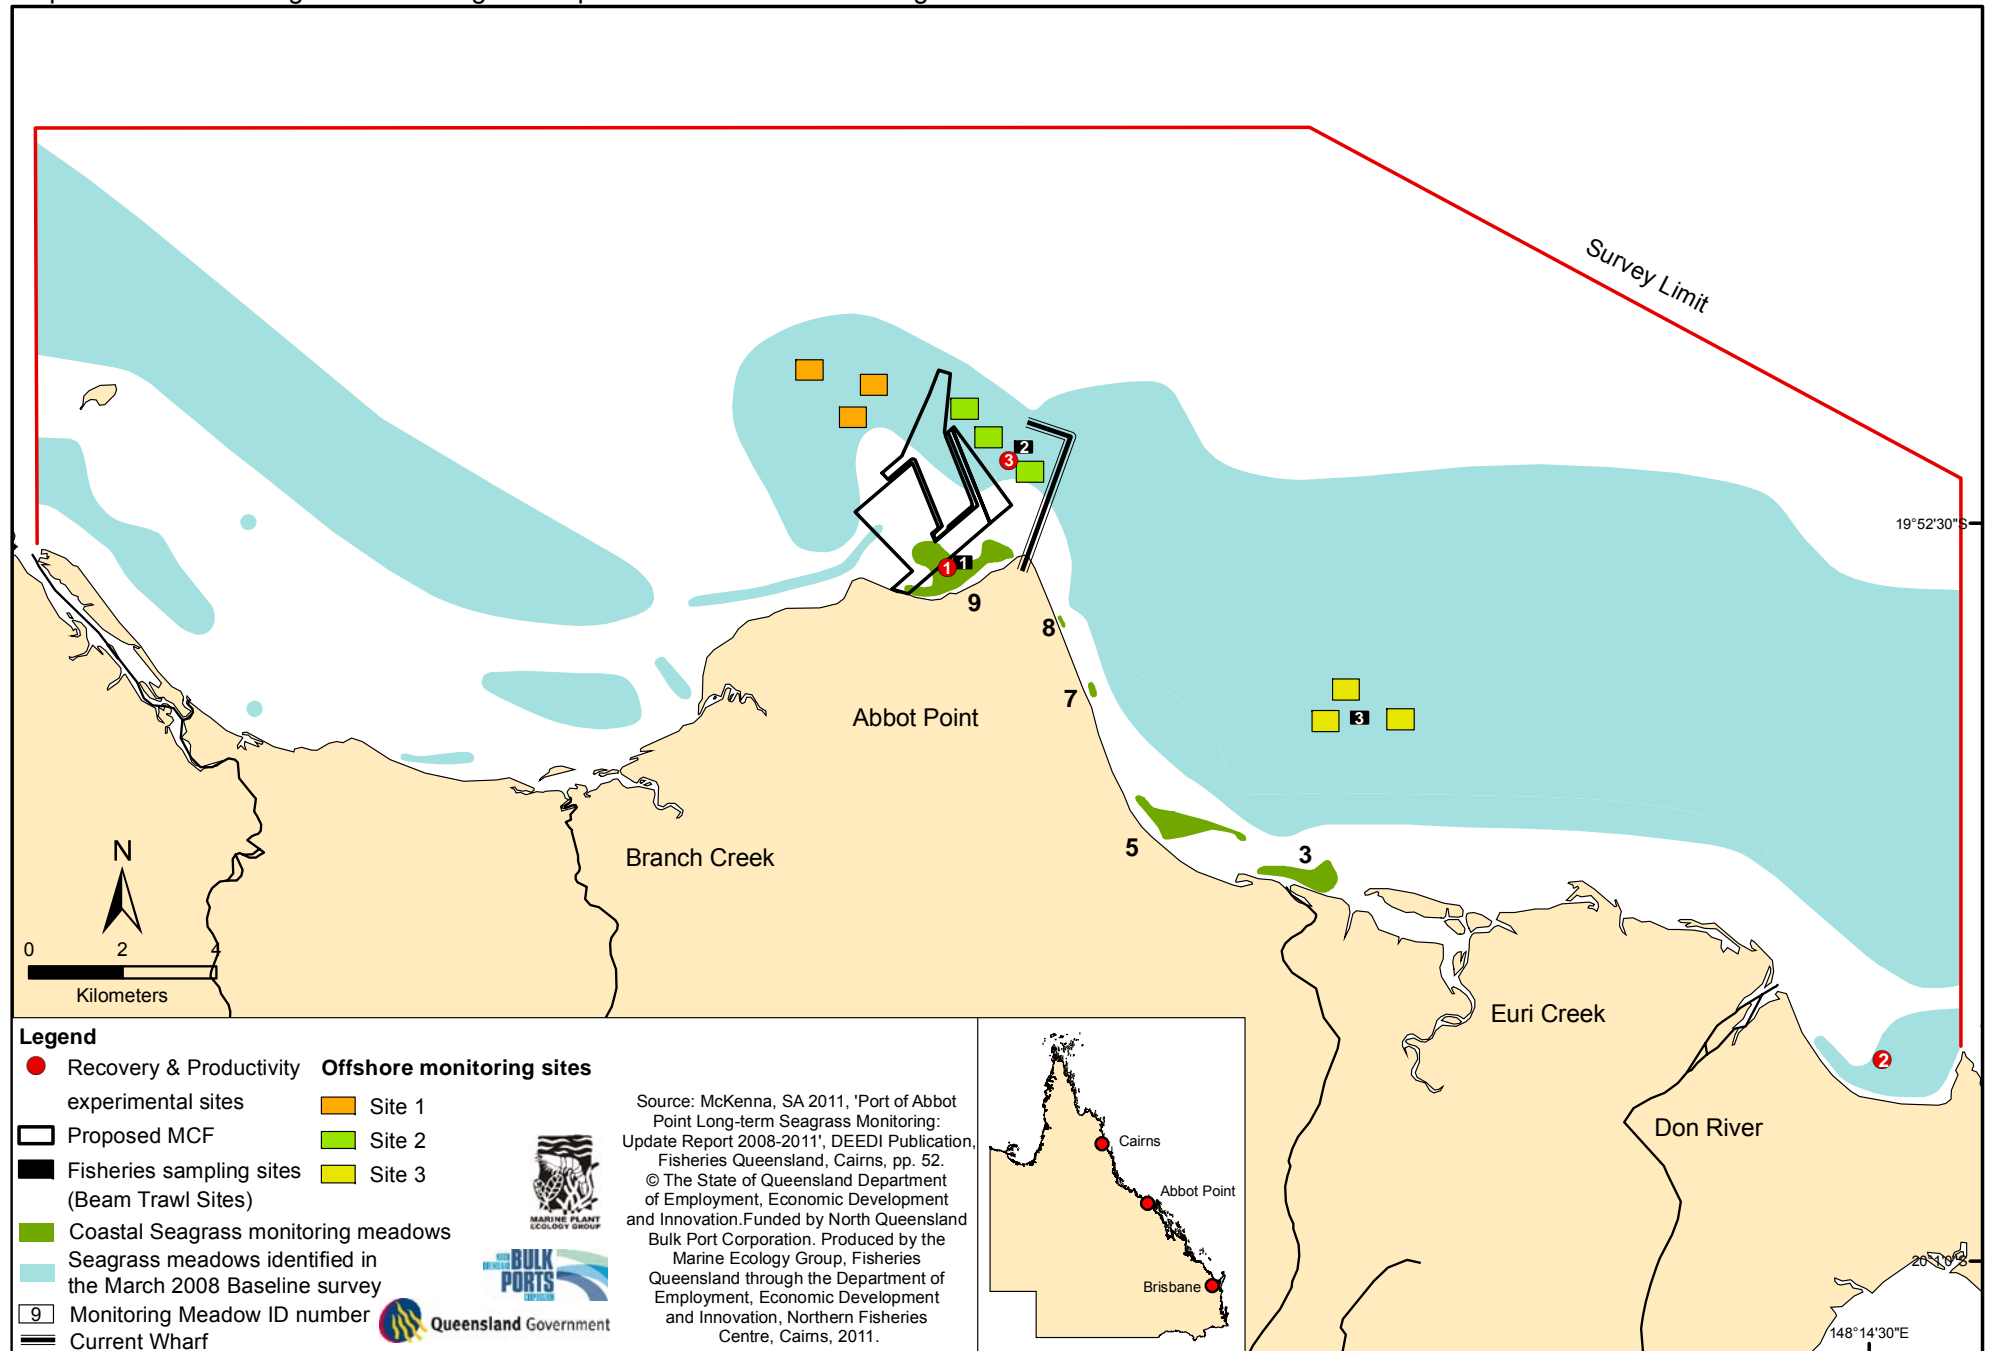 Survey Limit
19°52'30"S
3
2
1
1
9
8
7
3
Abbot Point
5
3
Branch Creek
N
0 2 4
Kilometers
Euri Creek
2
Don River
20°1'0"S
148°14'30"E
Legend
Recovery & Productivity
experimental sites
Proposed MCF
Fisheries sampling sites
(Beam Trawl Sites)
Coastal Seagrass monitoring meadows
Seagrass meadows identified in
the March 2008 Baseline survey
9 Monitoring Meadow ID number
Current Wharf
Offshore monitoring sites
Site 1
Site 2
Site 3
MARINE PLANT
ECOLOGY GROUP
BULK
PORTS
CORPORATION
Queensland Government
Source: McKenna, SA 2011, 'Port of Abbot
Point Long-term Seagrass Monitoring:
Update Report 2008-2011', DEEDI Publication,
Fisheries Queensland, Cairns, pp. 52.
© The State of Queensland Department
of Employment, Economic Development
and Innovation.Funded by North Queensland
Bulk Port Corporation. Produced by the
Marine Ecology Group, Fisheries
Queensland through the Department of
Employment, Economic Development
and Innovation, Northern Fisheries
Centre, Cairns, 2011.
Cairns
Abbot Point
Brisbane